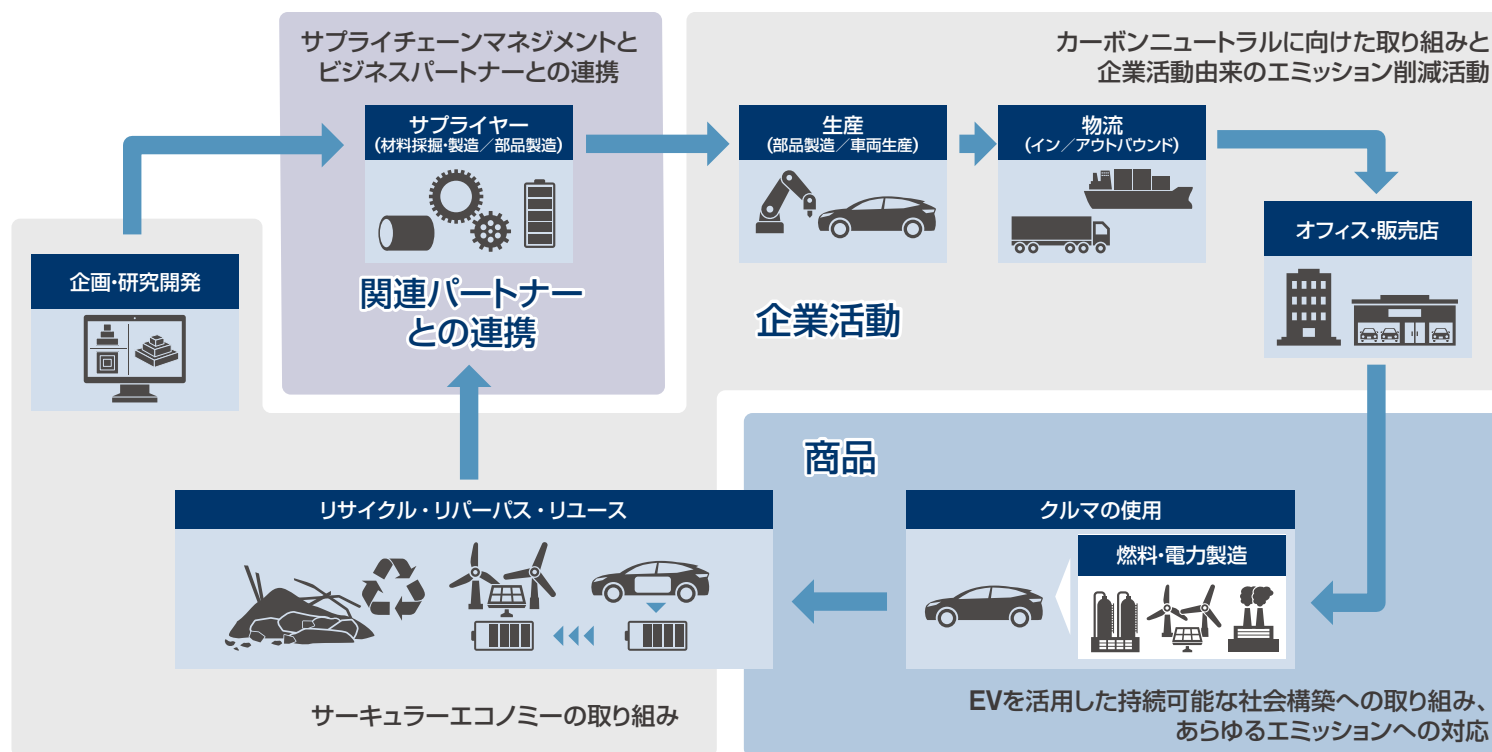 サプライチェーンマネジメントと
ビジネスパートナーとの連携
カーボンニュートラルに向けた取り組みと
企業活動由来のエミッション削減活動
サプライヤー
(材料採掘・製造／部品製造)
生産
(部品製造／車両生産)
物流
(イン／アウトバウンド)
オフィス・販売店
企画・研究開発
関連パートナー
との連携
企業活動
商品
リサイクル・リパーパス・リユース
クルマの使用
燃料・電力製造
サーキュラーエコノミーの取り組み
EVを活用した持続可能な社会構築への取り組み、
あらゆるエミッションへの対応